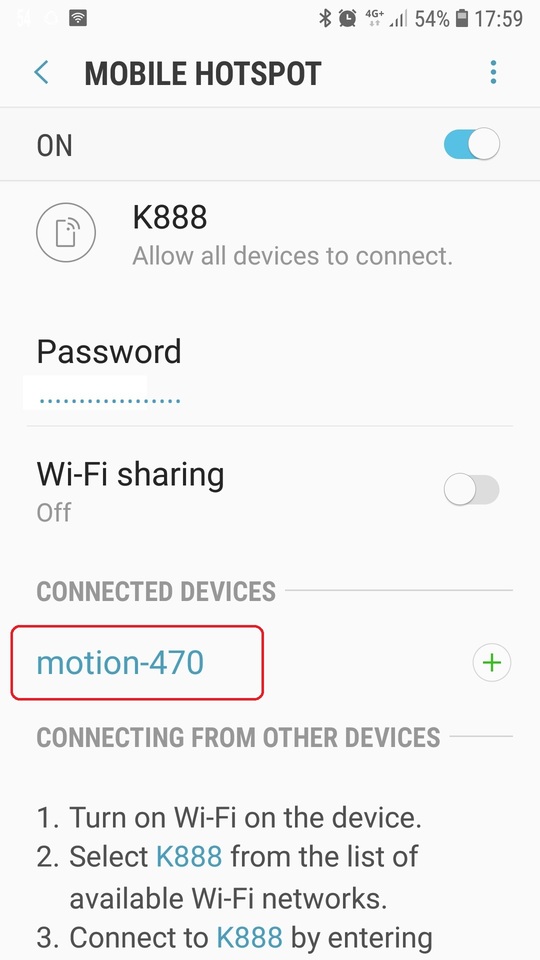 4G+ 54% 17:59
MOBILE HOTSPOT
ON
K888
Allow all devices to connect.
Password
Wi-Fi sharing
Off
CONNECTED DEVICES
motion-470
CONNECTING FROM OTHER DEVICES
1. Turn on Wi-Fi on the device.
2. Select K888 from the list of
available Wi-Fi networks.
3. Connect to K888 by entering